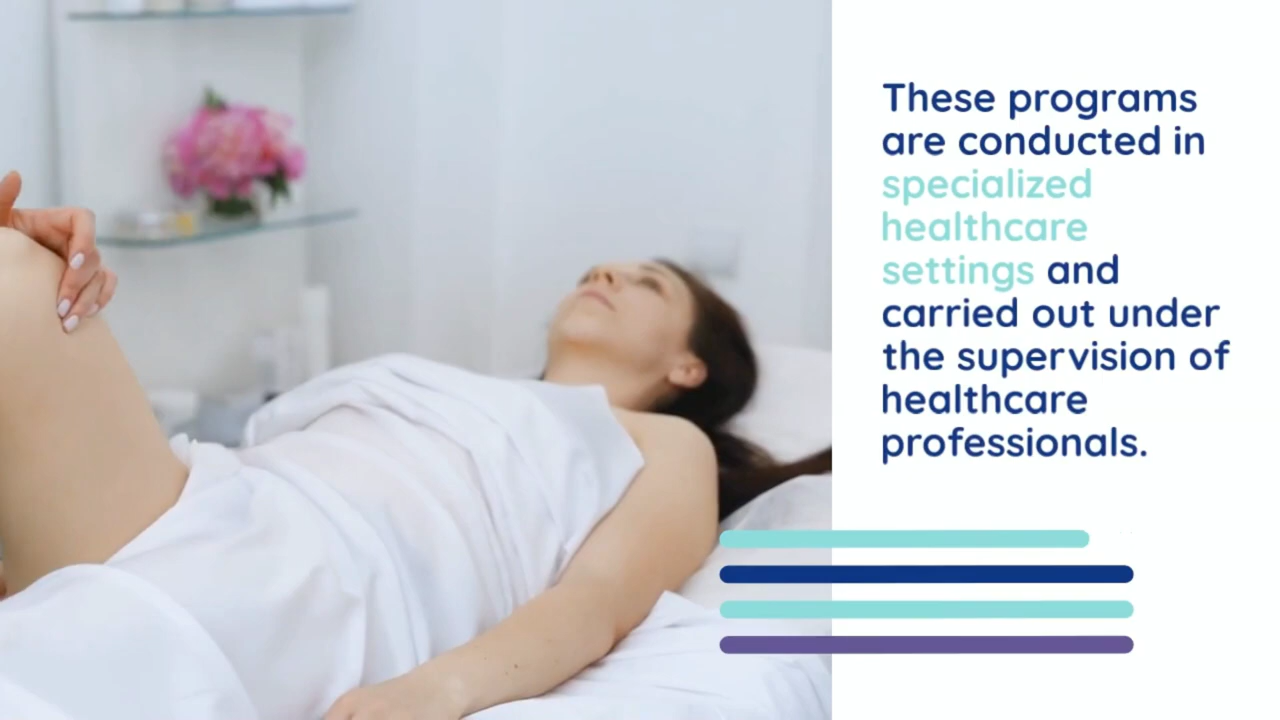 These programs
are conducted in
specialized
healthcare
settings and
carried out under
the supervision of
healthcare
professionals.